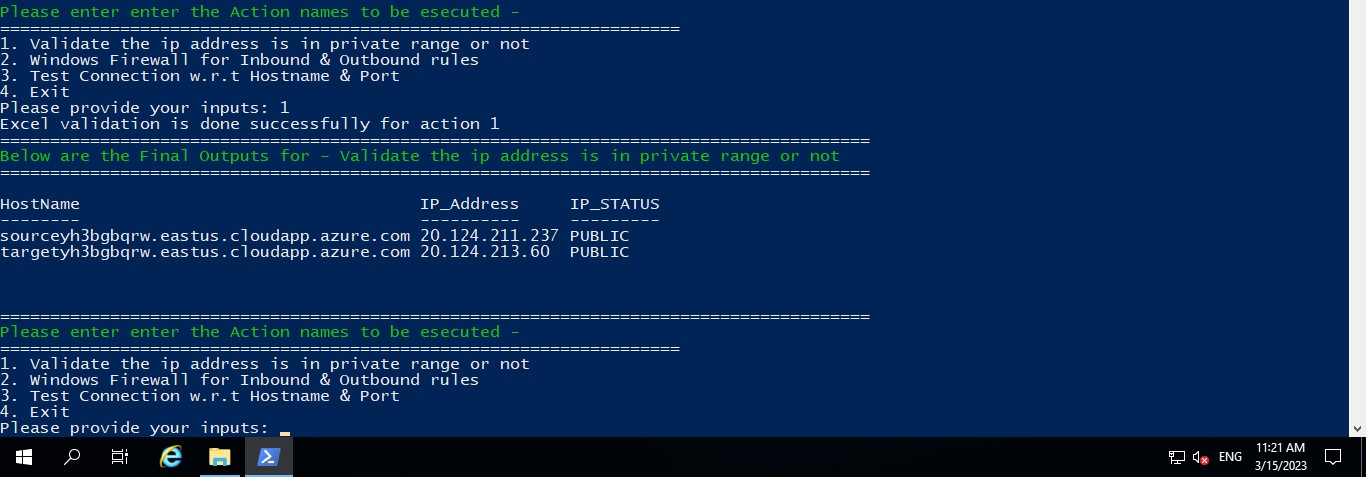 Please enter enter the Action names to be esecuted -
====================================================================
1. Validate the ip address is in private range or not
2. Windows Firewall for Inbound & Outbound rules
3. Test Connection w.r.t Hostname & Port
4. Exit
Please provide your inputs: 1
Excel validation is done successfully for action 1
=======================================================================================
Below are the Final Outputs for - Validate the ip address is in private range or not
=======================================================================================
HostName                                  IP_Address     IP_STATUS
--------                                  ----------     ---------
sourceyh3bgbqrw.eastus.cloudapp.azure.com 20.124.211.237 PUBLIC
targetyh3bgbqrw.eastus.cloudapp.azure.com 20.124.213.60  PUBLIC
=======================================================================================
Please enter enter the Action names to be esecuted -
====================================================================
1. Validate the ip address is in private range or not
2. Windows Firewall for Inbound & Outbound rules
3. Test Connection w.r.t Hostname & Port
4. Exit
Please provide your inputs: _
ENG
11:21 AM
3/15/2023